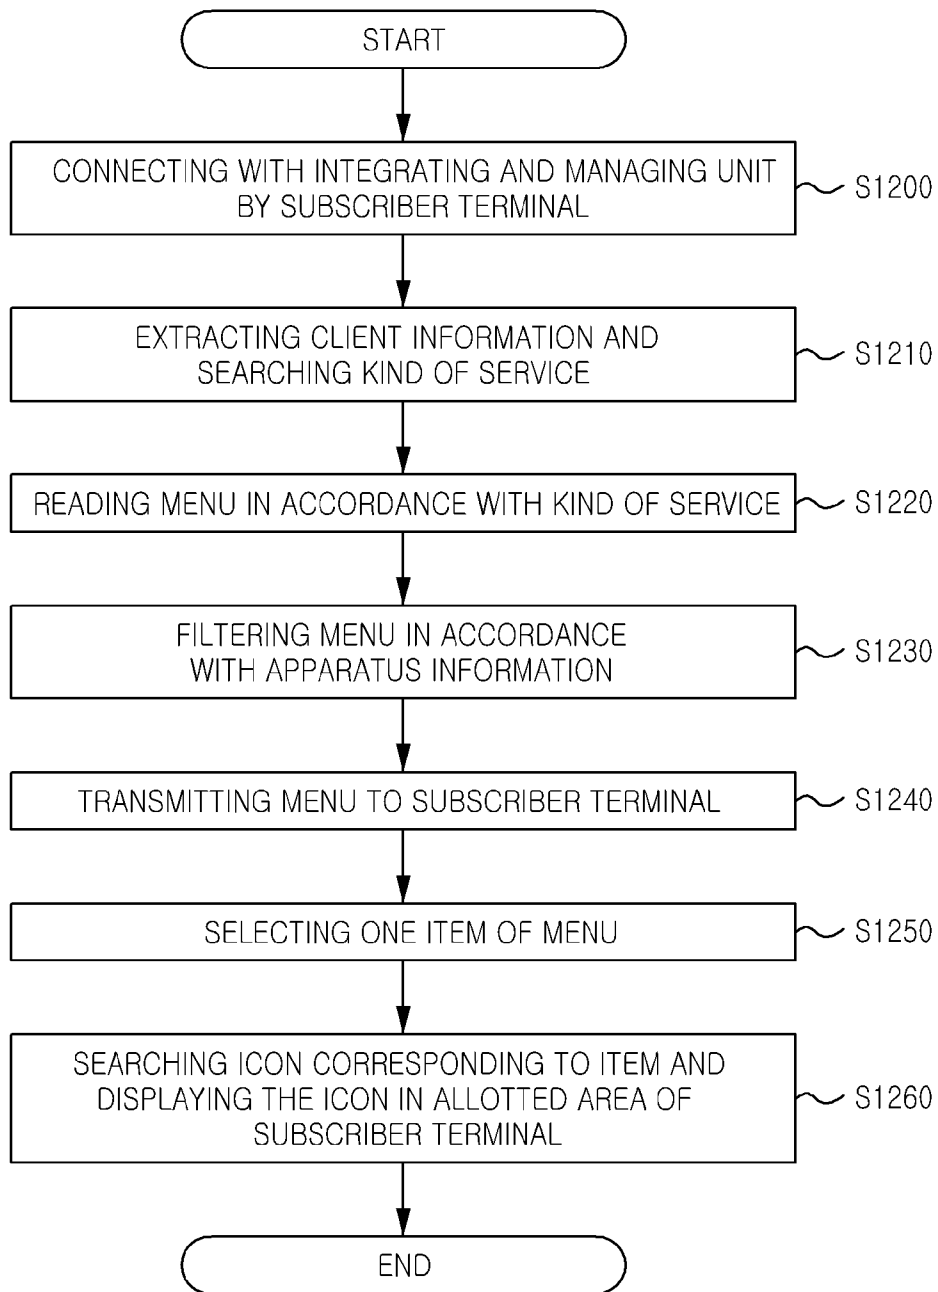 START
CONNECTING WITH INTEGRATING AND MANAGING UNIT
BY SUBSCRIBER TERMINAL
S1200
EXTRACTING CLIENT INFORMATION AND
SEARCHING KIND OF SERVICE
S1210
READING MENU IN ACCORDANCE WITH KIND OF SERVICE
S1220
FILTERING MENU IN ACCORDANCE
WITH APPARATUS INFORMATION
S1230
TRANSMITTING MENU TO SUBSCRIBER TERMINAL
S1240
SELECTING ONE ITEM OF MENU
S1250
SEARCHING ICON CORRESPONDING TO ITEM AND
DISPLAYING THE ICON IN ALLOTTED AREA OF
SUBSCRIBER TERMINAL
S1260
END